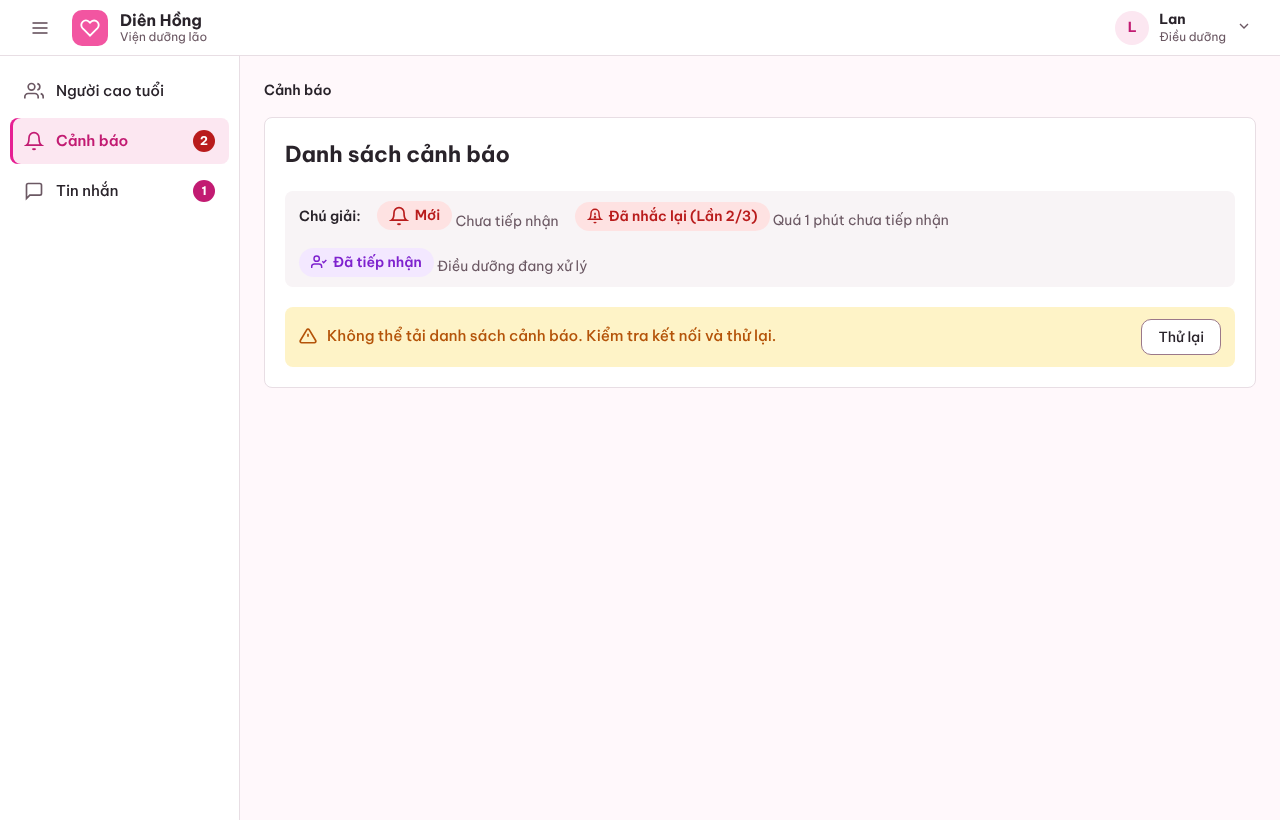 Diên Hồng
Viện dưỡng lão
L
Lan
Điều dưỡng
Người cao tuổi
Cảnh báo 2
Tin nhắn 1
Cảnh báo
Danh sách cảnh báo
Chú giải: Mới Chưa tiếp nhận Đã nhắc lại (Lần 2/3) Quá 1 phút chưa tiếp nhận
Đã tiếp nhận Điều dưỡng đang xử lý
Không thể tải danh sách cảnh báo. Kiểm tra kết nối và thử lại. Thử lại